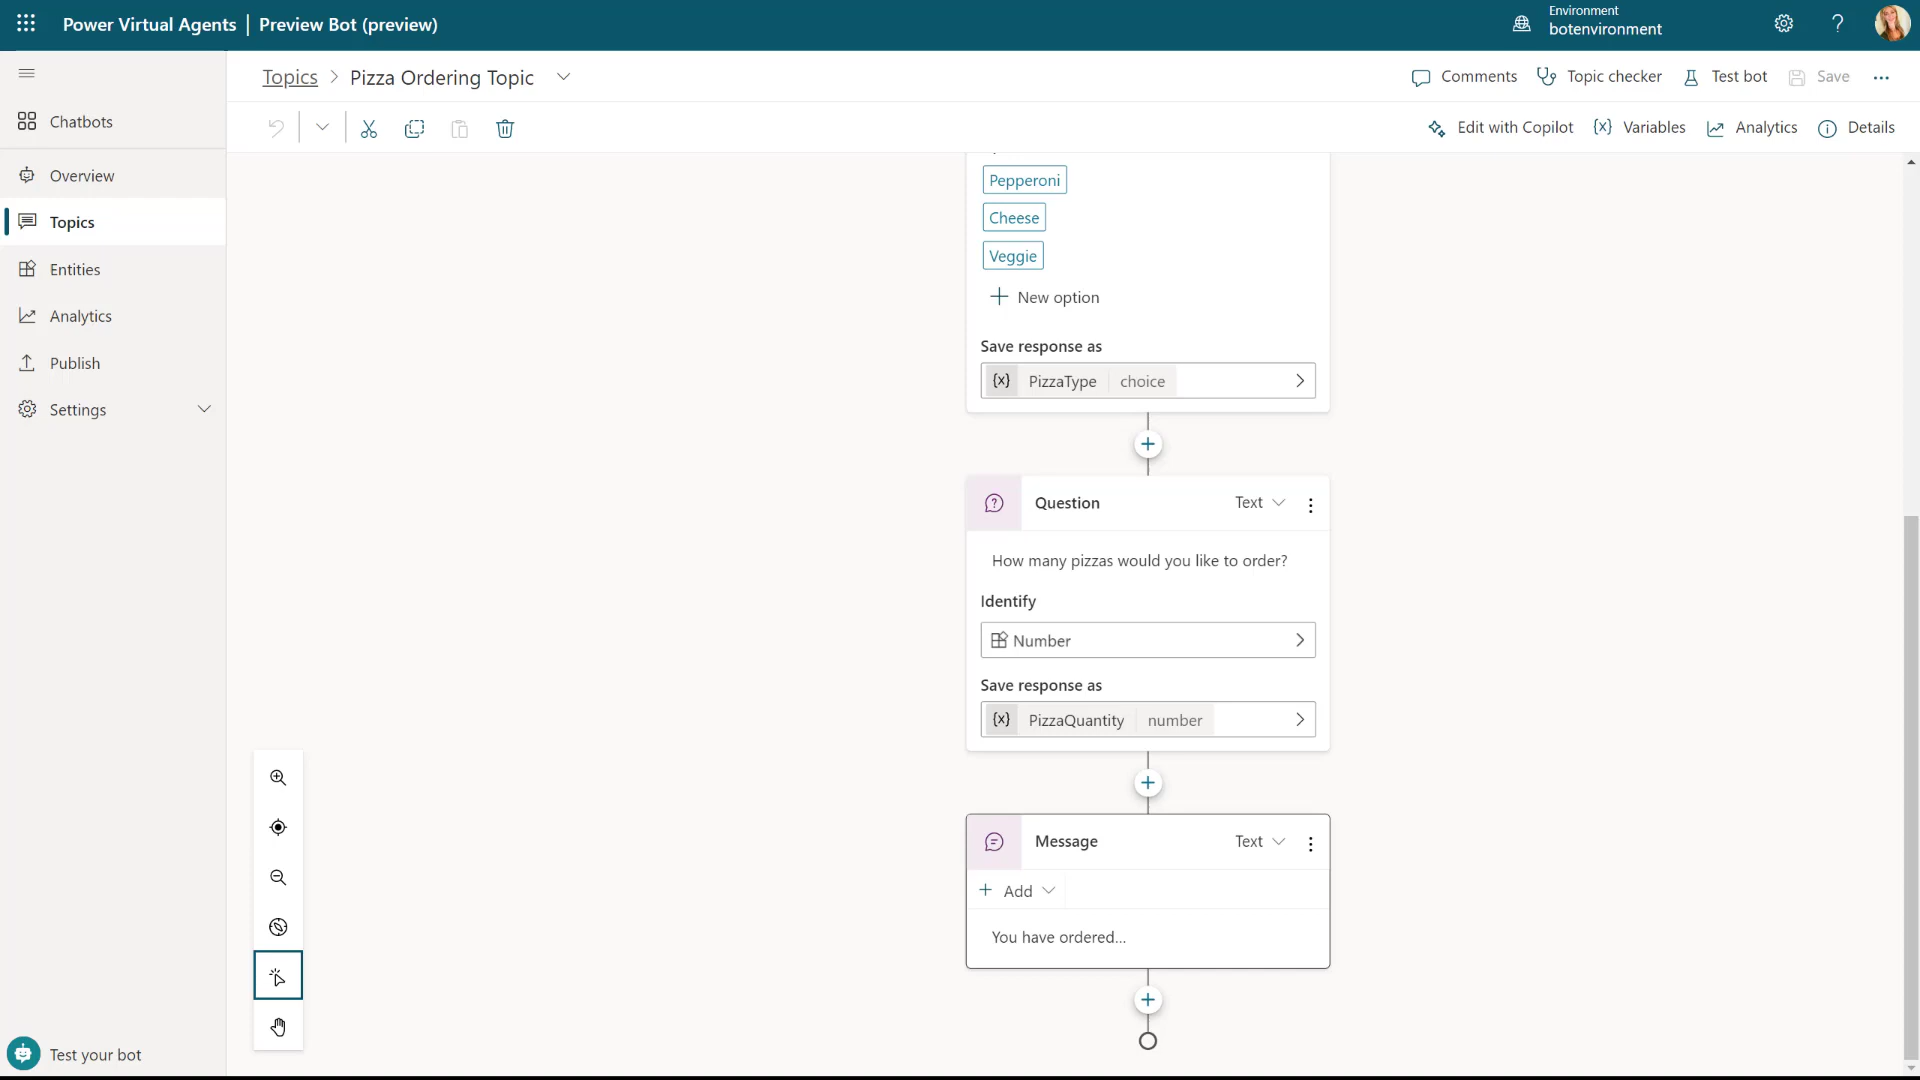 Power Virtual Agents | Preview Bot (preview)
Environment
botenvironment
?
Topics > Pizza Ordering Topic
Comments
Topic checker
Test bot
Save
Edit with Copilot
{x} Variables
Analytics
Details
Chatbots
Overview
Topics
Entities
Analytics
Publish
Settings
Test your bot
Pepperoni
Cheese
Veggie
New option
Save response as
{x} PizzaType choice
Question
Text
How many pizzas would you like to order?
Identify
Number
Save response as
{x} PizzaQuantity number
Message
Text
+ Add
You have ordered...